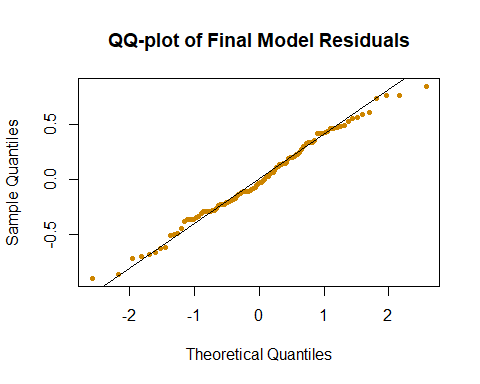 QQ-plot of Final Model Residuals
Sample Quantiles
0.5
0.0
-0.5
-2 -1 0 1 2
Theoretical Quantiles